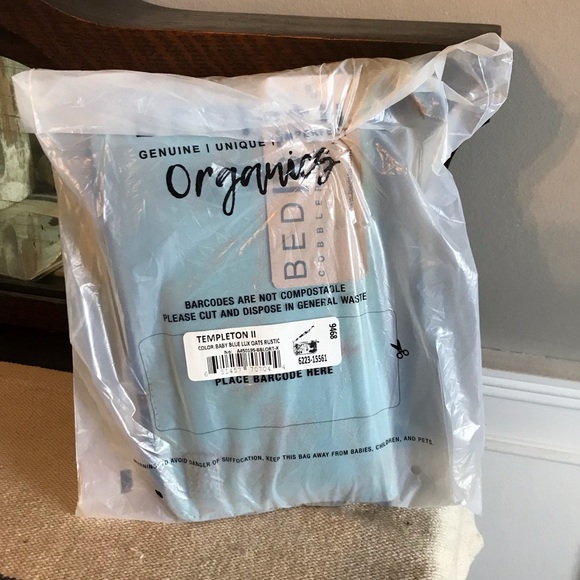 GENUINE | UNIQUE |
Organics
BED
COBBLE
BARCODES ARE NOT COMPOSTABLE
PLEASE CUT AND DISPOSE IN GENERAL WASTE
TEMPLETON II
COLOR: BABY BLUE LUX OATS RUSTIC
9468
6223-15561
PLACE BARCODE HERE
TO AVOID DANGER OF SUFFOCATION, KEEP THIS BAG AWAY FROM BABIES, CHILDREN, AND PETS.